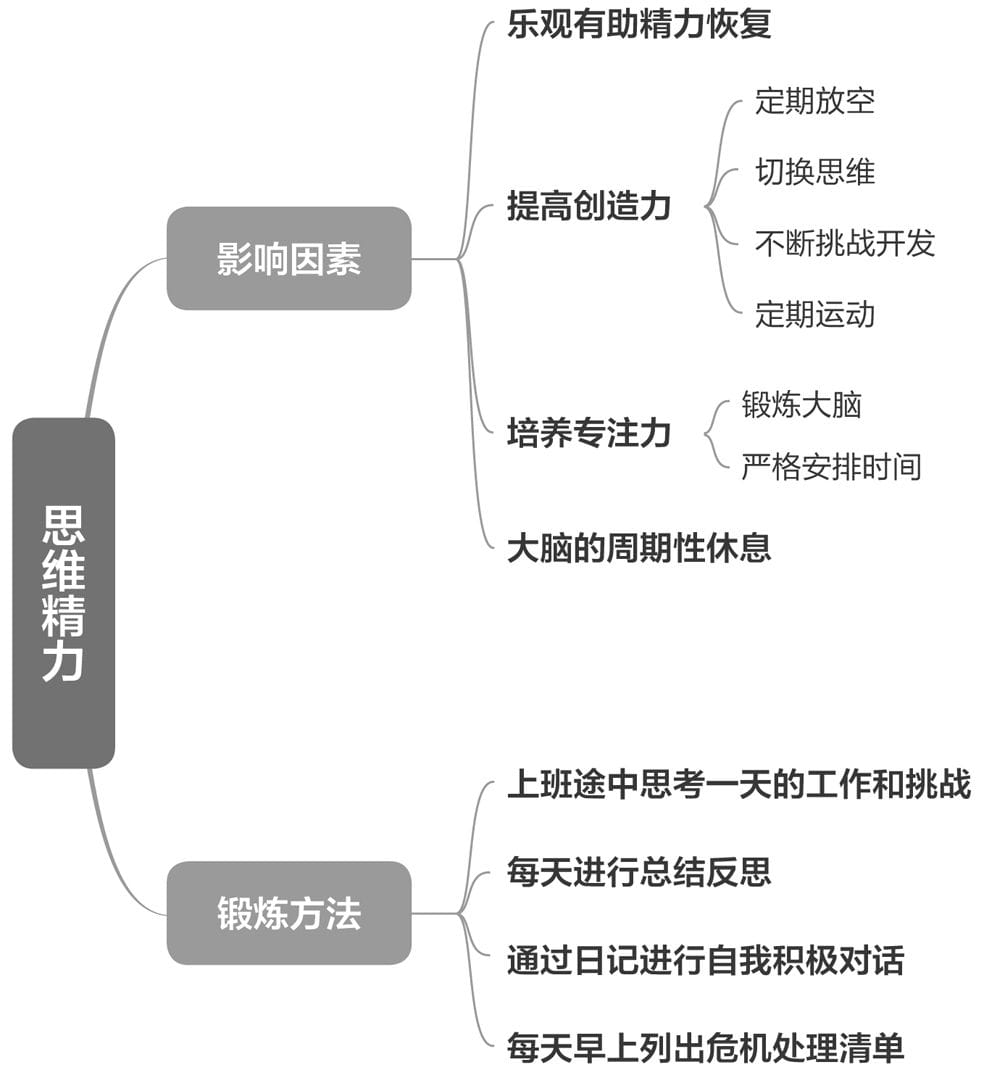 思维精力
影响因素
乐观有助精力恢复
提高创造力
定期放空
切换思维
不断挑战开发
定期运动
培养专注力
锻炼大脑
严格安排时间
大脑的周期性休息
锻炼方法
上班途中思考一天的工作和挑战
每天进行总结反思
通过日记进行自我积极对话
每天早上列出危机处理清单